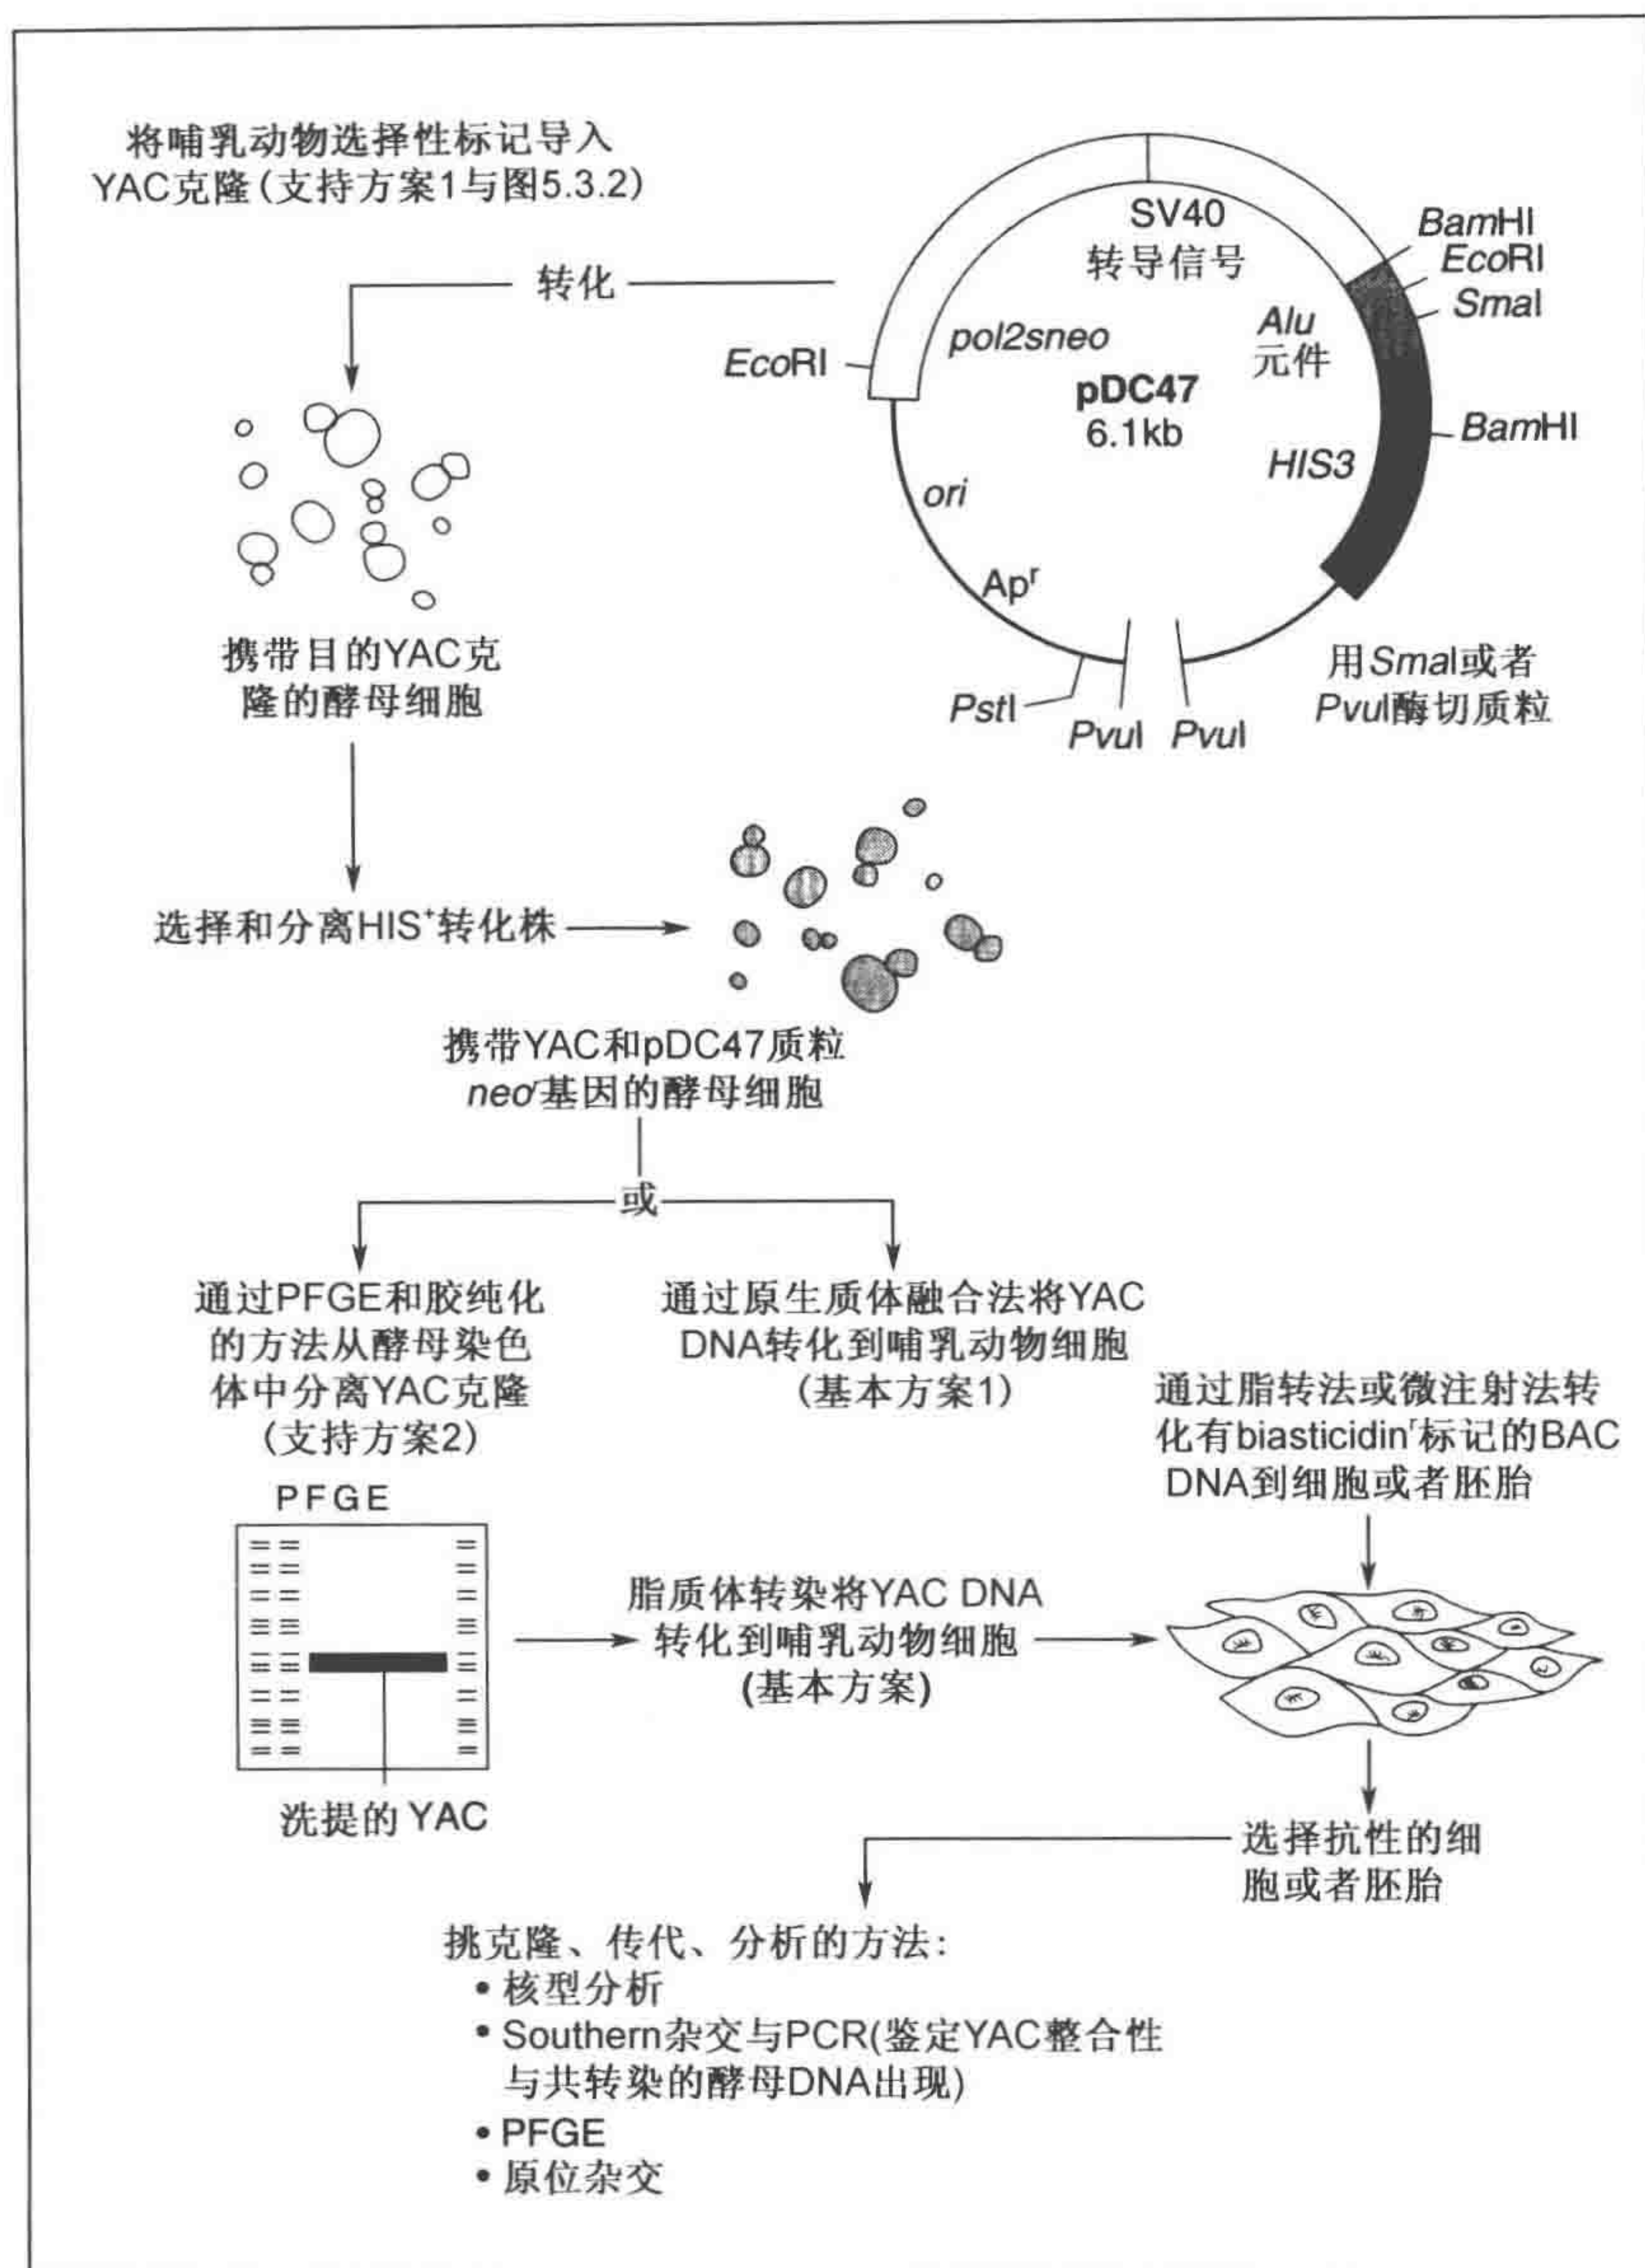 将哺乳动物选择性标记导入
YAC克隆(支持方案1与图5.3.2)
转化
SV40
转导信号
BamHI
EcoRI
SmaI
Alu
元件
pol2sneo
EcoRI
pDC47
6.1kb
BamHI
HIS3
ori
Apʳ
PstI
PvuI PvuI
用SmaI或者
PvuI酶切质粒
携带目的YAC克
隆的酵母细胞
选择和分离HIS⁺转化株
携带YAC和pDC47质粒
neoʳ基因的酵母细胞
或
通过PFGE和胶纯化
的方法从酵母染色
体中分离YAC克隆
(支持方案2)
通过原生质体融合法将YAC
DNA转化到哺乳动物细胞
(基本方案1)
通过脂转法或微注射法转
化有biasticidinʳ标记的BAC
DNA到细胞或者胚胎
PFGE
脂质体转染将YAC DNA
转化到哺乳动物细胞
(基本方案)
洗提的 YAC
选择抗性的细
胞或者胚胎
挑克隆、传代、分析的方法:
• 核型分析
• Southern杂交与PCR(鉴定YAC整合性
与共转染的酵母DNA出现)
• PFGE
• 原位杂交